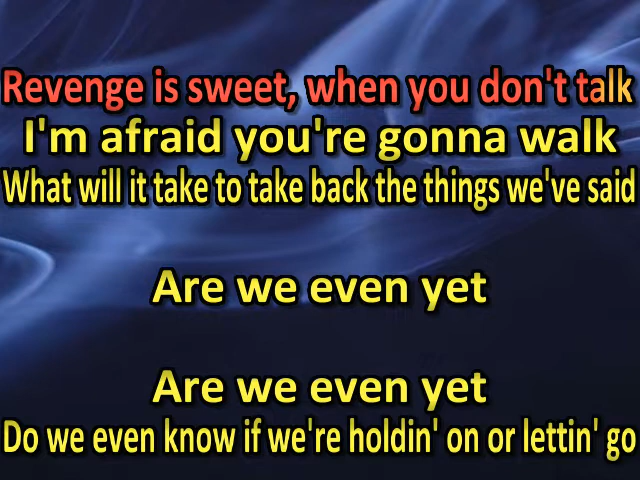 Revenge is sweet, when you don't talk
I'm afraid you're gonna walk
What will it take to take back the things we've said
Are we even yet
Are we even yet
Do we even know if we're holdin' on or lettin' go